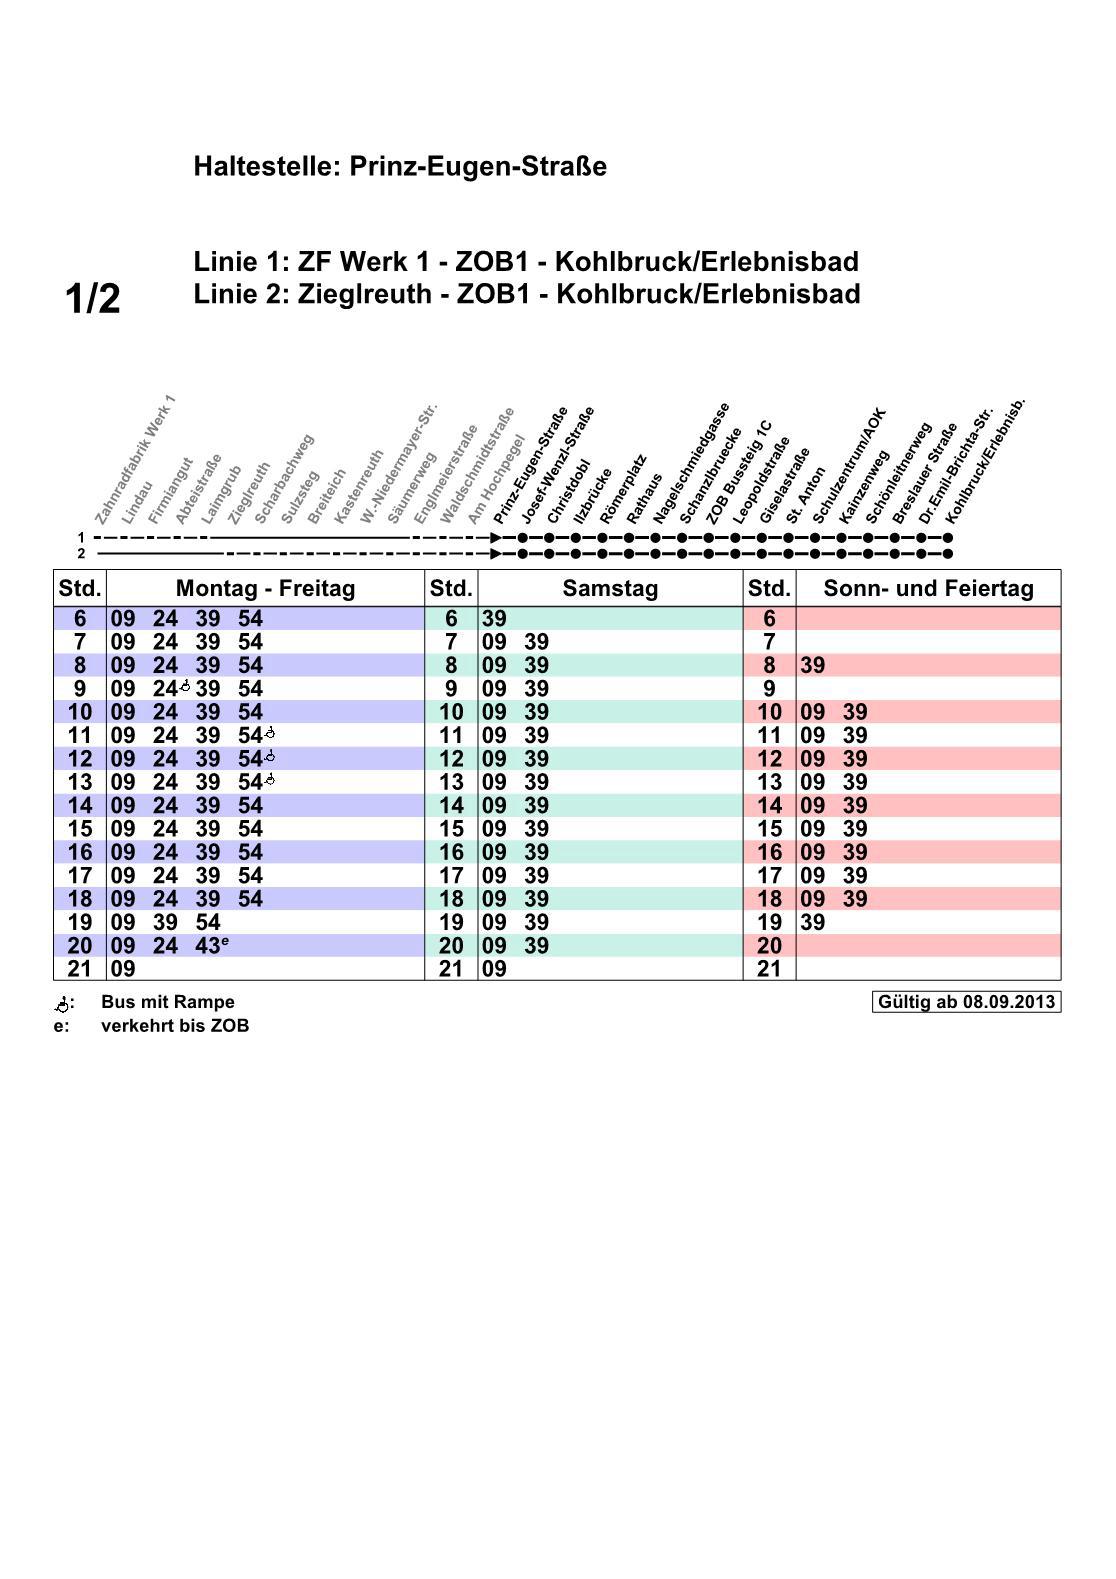 Haltestelle: Prinz-Eugen-Straße
Linie 1: ZF Werk 1 - ZOB1 - Kohlbruck/Erlebnisbad
1/2
Linie 2: Zieglreuth - ZOB1 - Kohlbruck/Erlebnisbad
Zahnradfabrik Werk 1
Lindau
Firmiangut
Abteistraße
Laimgrub
Zieglreuth
Scharbachweg
Sulzsteg
Breiteich
Kastenreuth
W.-Niedermayer-Str.
Säumerweg
Englmeierstraße
Waldschmidtstraße
Am Hochpegel
Prinz-Eugen-Straße
Josef-Wenzl-Straße
Christdobl
Ilzbrücke
Römerplatz
Rathaus
Nagelschmiedgasse
Schanzlbruecke
ZOB Bussteig 1C
Leopoldstraße
Giselastraße
St. Anton
Schulzentrum/AOK
Kainzenweg
Schönleitnerweg
Breslauer Straße
Dr.Emil-Brichta-Str.
Kohlbruck/Erlebnisb.
1
2
Std. Montag - Freitag Std. Samstag Std. Sonn- und Feiertag
6 09 24 39 54 6 39 6
7 09 24 39 54 7 09 39 7
8 09 24 39 54 8 09 39 8 39
9 09 24 39 54 9 09 39 9
10 09 24 39 54 10 09 39 10 09 39
11 09 24 39 54 11 09 39 11 09 39
12 09 24 39 54 12 09 39 12 09 39
13 09 24 39 54 13 09 39 13 09 39
14 09 24 39 54 14 09 39 14 09 39
15 09 24 39 54 15 09 39 15 09 39
16 09 24 39 54 16 09 39 16 09 39
17 09 24 39 54 17 09 39 17 09 39
18 09 24 39 54 18 09 39 18 09 39
19 09 39 54 19 09 39 19 39
20 09 24 43e 20 09 39 20
21 09 21 09 21
: Bus mit Rampe Gültig ab 08.09.2013
e: verkehrt bis ZOB